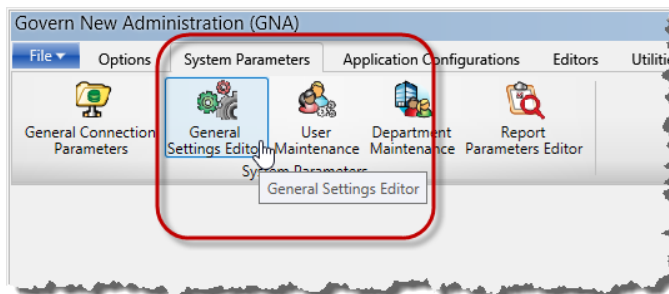 Govern New Administration (GNA)
File Options System Parameters Application Configurations Editors
General Connection Parameters
General Settings Editor
User Maintenance
Department Maintenance
Report Parameters Editor
System Parameters
General Settings Editor